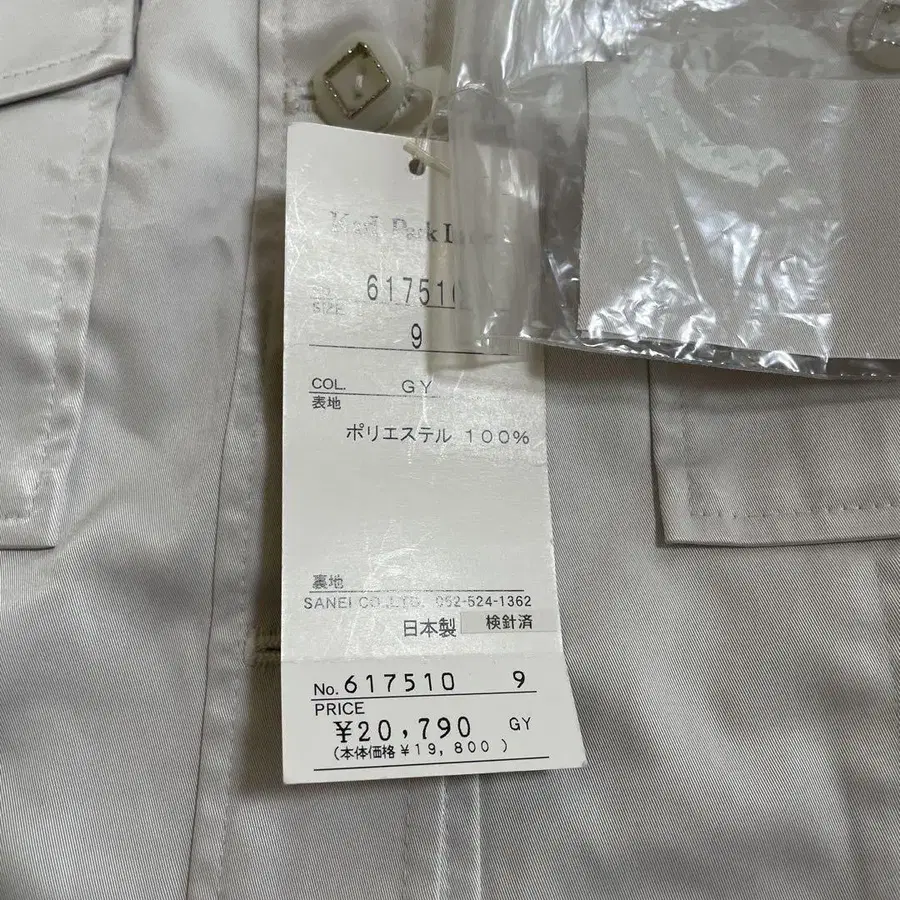 Park
617510
SIZE
9
COL. GY
表地
ポリエステル 100%
裏地
SANEI CO.,LTD. 052-524-1362
日本製 検針済
No. 617510 9
PRICE
¥20,790 GY
(本体価格¥19,800)